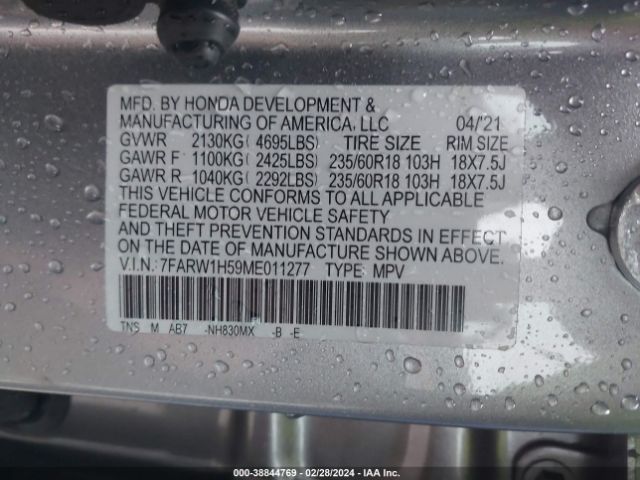 MFD. BY HONDA DEVELOPMENT &
MANUFACTURING OF AMERICA, LLC 04/'21
GVWR 2130KG( 4695LBS) TIRE SIZE RIM SIZE
GAWR F 1100KG( 2425LBS) 235/60R18 103H 18X7.5J
GAWR R 1040KG( 2292LBS) 235/60R18 103H 18X7.5J
THIS VEHICLE CONFORMS TO ALL APPLICABLE
FEDERAL MOTOR VEHICLE SAFETY
AND THEFT PREVENTION STANDARDS IN EFFECT
ON THE DATE OF MANUFACTURE SHOWN ABOVE.
V.I.N.: 7FARW1H59ME011277 TYPE: MPV
TNS M AB7 -NH830MX -B -E
000-38844769 - 02/28/2024 - IAA Inc.